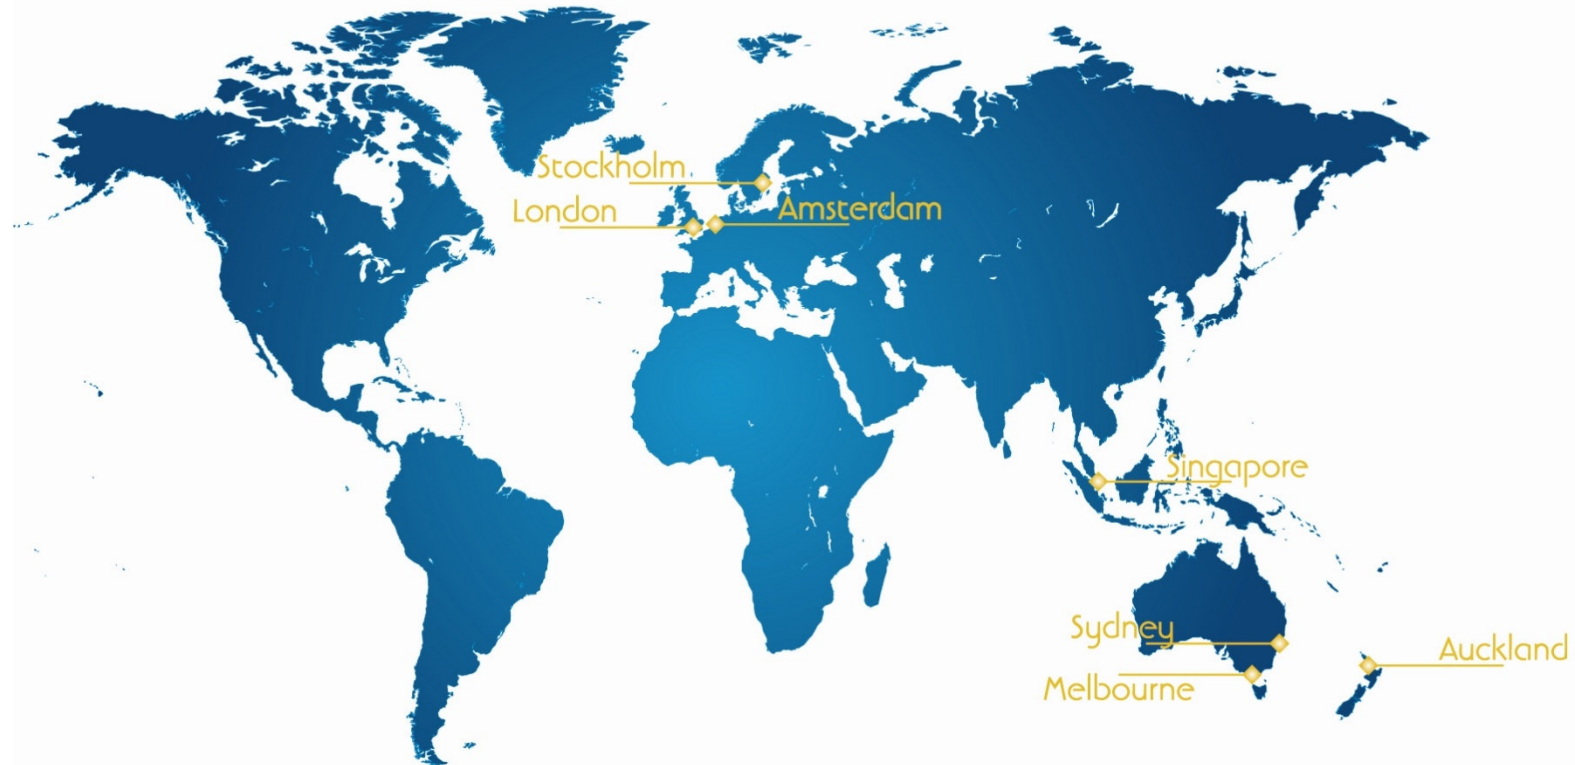 Stockholm
London
Amsterdam
Singapore
Sydney
Auckland
Melbourne